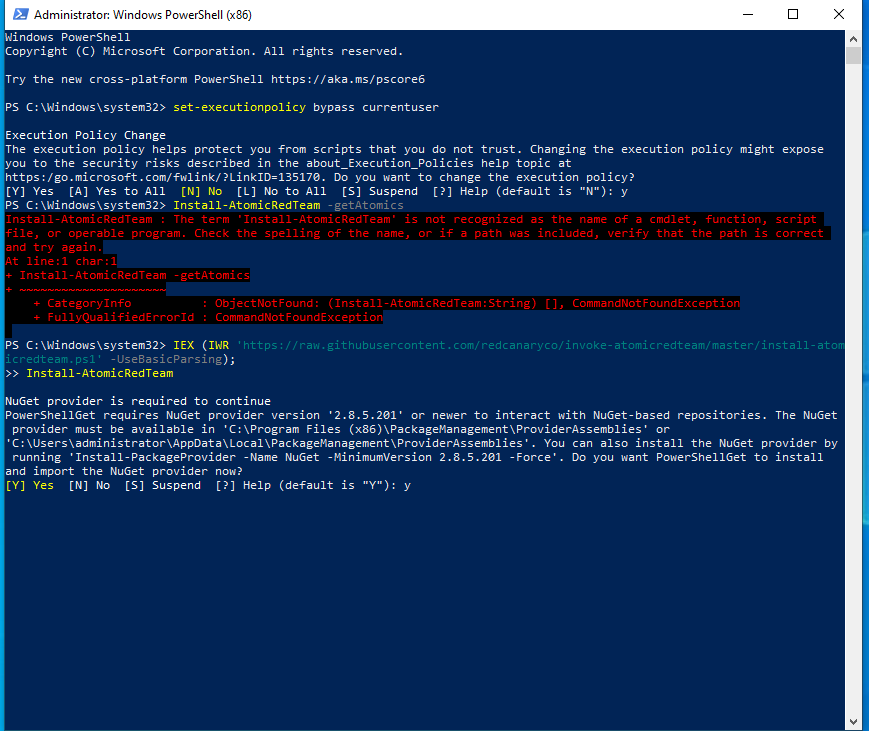 Administrator: Windows PowerShell (x86)
Windows PowerShell
Copyright (C) Microsoft Corporation. All rights reserved.
Try the new cross-platform PowerShell https://aka.ms/pscore6
PS C:\Windows\system32> set-executionpolicy bypass currentuser
Execution Policy Change
The execution policy helps protect you from scripts that you do not trust. Changing the execution policy might expose
you to the security risks described in the about_Execution_Policies help topic at
https:/go.microsoft.com/fwlink/?LinkID=135170. Do you want to change the execution policy?
[Y] Yes  [A] Yes to All  [N] No  [L] No to All  [S] Suspend  [?] Help (default is "N"): y
PS C:\Windows\system32> Install-AtomicRedTeam -getAtomics
Install-AtomicRedTeam : The term 'Install-AtomicRedTeam' is not recognized as the name of a cmdlet, function, script
file, or operable program. Check the spelling of the name, or if a path was included, verify that the path is correct
and try again.
At line:1 char:1
+ Install-AtomicRedTeam -getAtomics
+ ~~~~~~~~~~~~~~~~~~~~~
    + CategoryInfo          : ObjectNotFound: (Install-AtomicRedTeam:String) [], CommandNotFoundException
    + FullyQualifiedErrorId : CommandNotFoundException
PS C:\Windows\system32> IEX (IWR 'https://raw.githubusercontent.com/redcanaryco/invoke-atomicredteam/master/install-atom
icredteam.ps1' -UseBasicParsing);
>> Install-AtomicRedTeam
NuGet provider is required to continue
PowerShellGet requires NuGet provider version '2.8.5.201' or newer to interact with NuGet-based repositories. The NuGet
 provider must be available in 'C:\Program Files (x86)\PackageManagement\ProviderAssemblies' or
'C:\Users\administrator\AppData\Local\PackageManagement\ProviderAssemblies'. You can also install the NuGet provider by
 running 'Install-PackageProvider -Name NuGet -MinimumVersion 2.8.5.201 -Force'. Do you want PowerShellGet to install
and import the NuGet provider now?
[Y] Yes  [N] No  [S] Suspend  [?] Help (default is "Y"): y